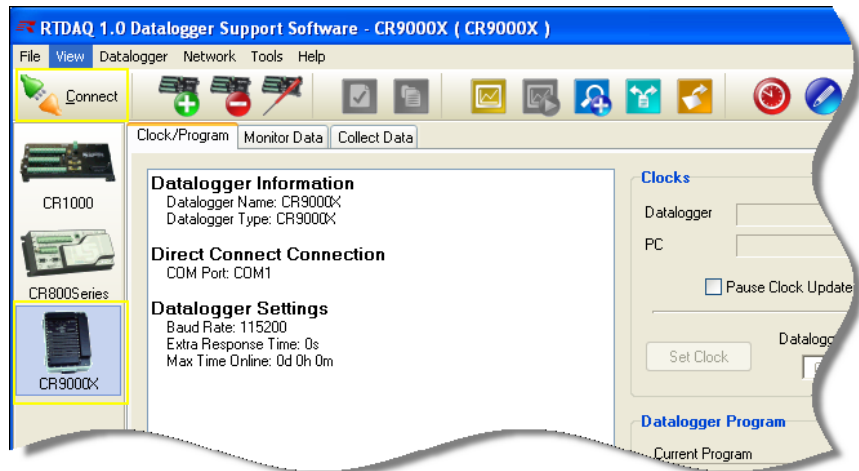 RTDAQ 1.0 Datalogger Support Software - CR9000X ( CR9000X )
File View Datalogger Network Tools Help
Connect
Clock/Program Monitor Data Collect Data
CR1000
CR800Series
CR9000X
Datalogger Information
Datalogger Name: CR9000X
Datalogger Type: CR9000X
Direct Connect Connection
COM Port: COM1
Datalogger Settings
Baud Rate: 115200
Extra Response Time: 0s
Max Time Online: 0d 0h 0m
Clocks
Datalogger
PC
Pause Clock Update
Set Clock
Datalogg
Datalogger Program
Current Program